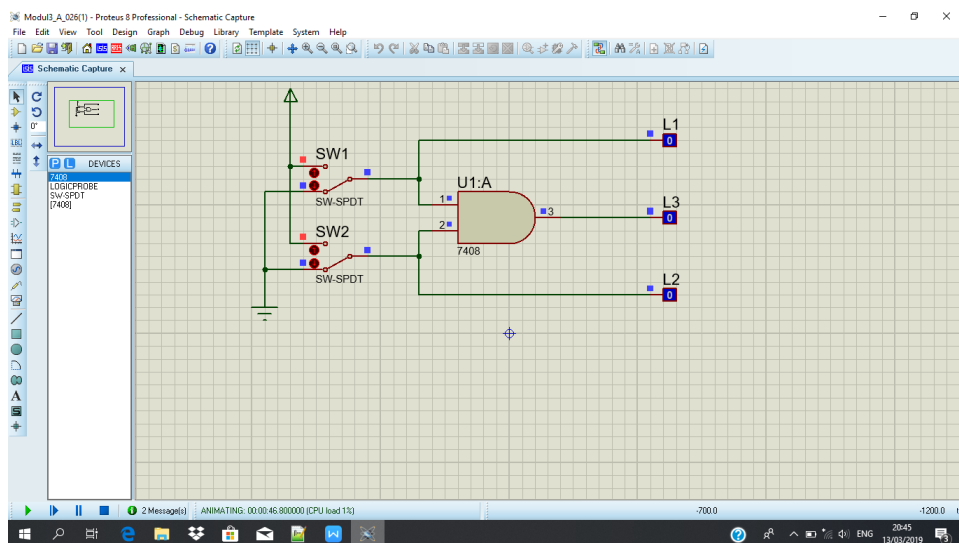 Modul3_A_026(1) - Proteus 8 Professional - Schematic Capture
File Edit View Tool Design Graph Debug Library Template System Help
Schematic Capture x
0°
LBL
P L DEVICES
7408
LOGICPROBE
SW-SPDT
[7408]
A
S
SW1
SW-SPDT
SW2
SW-SPDT
U1:A
1
2
3
7408
L1
0
L3
0
L2
0
2 Message(s) ANIMATING: 00:00:46.800000 (CPU load 1%) -700.0 -1200.0
ENG 20:45
13/03/2019